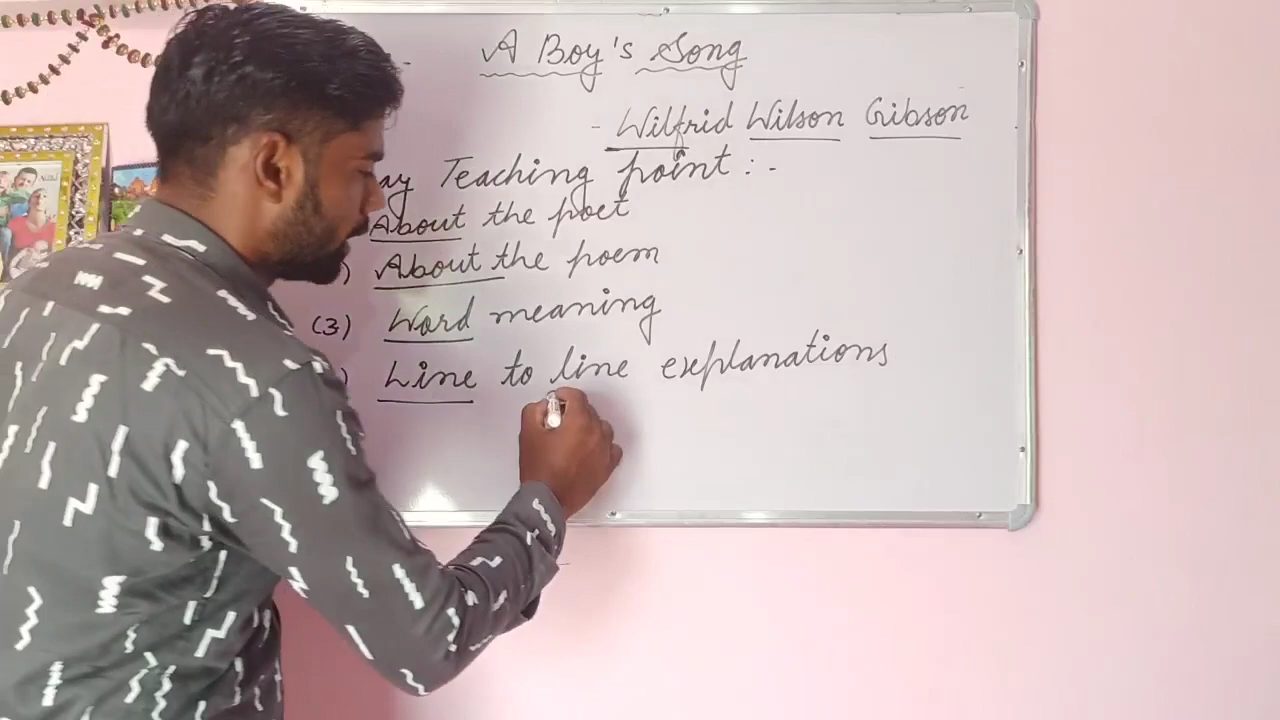 A Boy's Song
- Wilfrid Wilson Gibson
ay Teaching point : -
About the poet
) About the poem
(3) Word meaning
) Line to line explanations